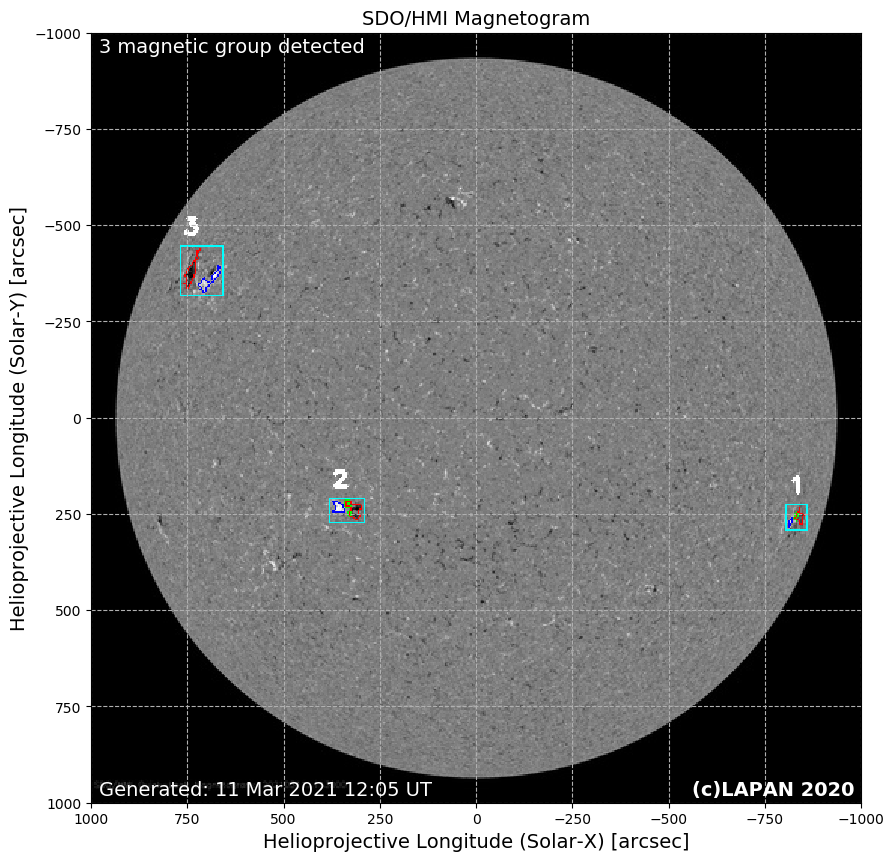 SDO/HMI Magnetogram
3 magnetic group detected
−1000
−750
−500
−250
0
250
500
750
1000
Helioprojective Longitude (Solar-Y) [arcsec]
3
2
1
Generated: 11 Mar 2021 12:05 UT
(c)LAPAN 2020
1000 750 500 250 0 −250 −500 −750 −1000
Helioprojective Longitude (Solar-X) [arcsec]